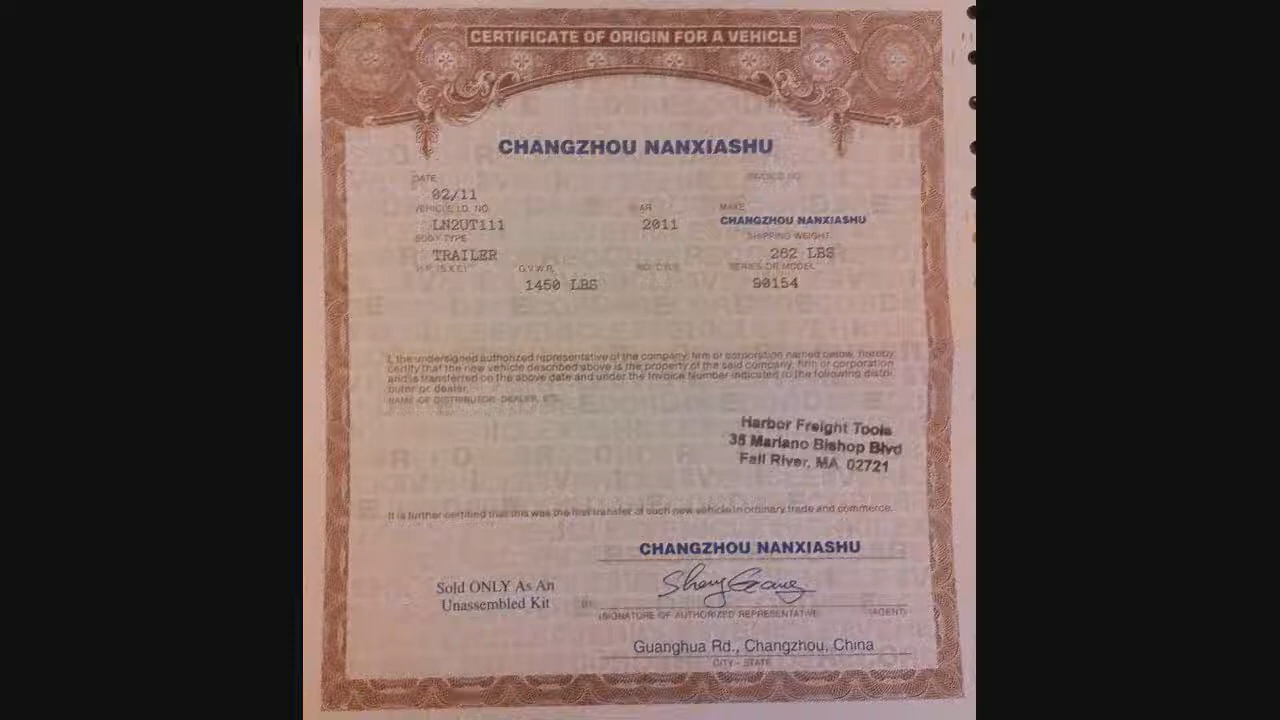 CERTIFICATE OF ORIGIN FOR A VEHICLE
CHANGZHOU NANXIASHU
DATE
INVOICE NO.
02/11
VEHICLE I.D. NO.
AR
MAKE
LN2UT111
2011
CHANGZHOU NANXIASHU
BODY TYPE
SHIPPING WEIGHT
TRAILER
262 LBS
H.P. (S.A.E.)
G.V.W.R.
NO. CYLS.
SERIES OR MODEL
1450 LBS
90154
I, the undersigned authorized representative of the company, firm or corporation named below, hereby
certify that the new vehicle described above is the property of the said company, firm or corporation
and is transferred on the above date and under the Invoice Number indicated to the following distri-
butor or dealer.
NAME OF DISTRIBUTOR, DEALER, ETC.
Harbor Freight Tools
Mariano Bishop Blvd
Fall River, MA 02721
It is further certified that this was the first transfer of such new vehicle in ordinary trade and commerce.
CHANGZHOU NANXIASHU
Sold ONLY As An
Unassembled Kit
BY:
(SIGNATURE OF AUTHORIZED REPRESENTATIVE)
(AGENT)
Guanghua Rd., Changzhou, China
CITY - STATE